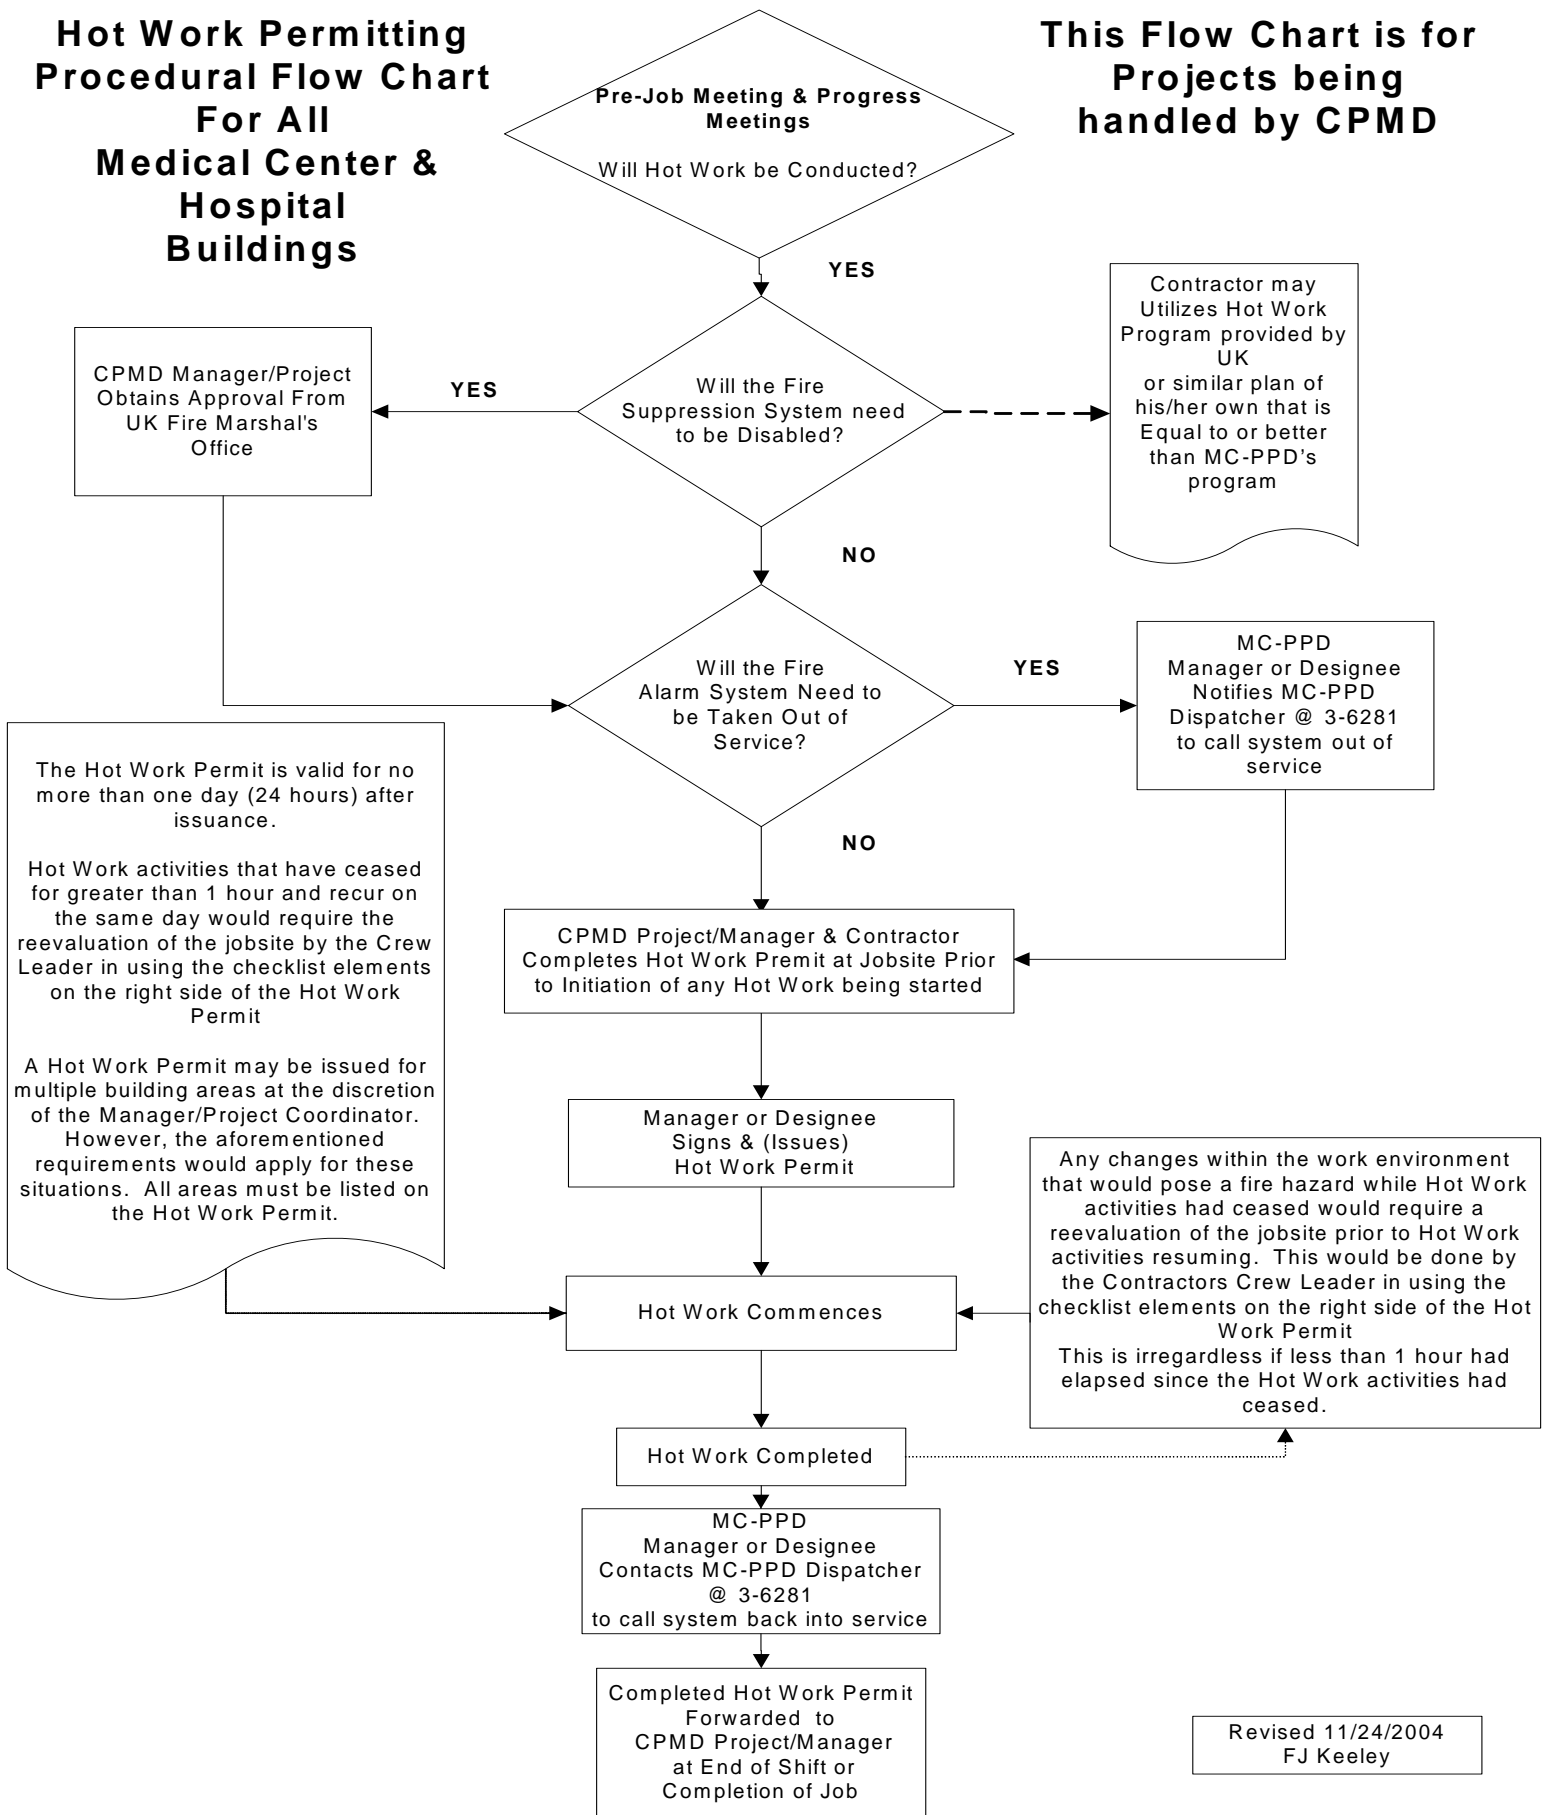 Hot Work Permitting
Procedural Flow Chart
For All
Medical Center &
Hospital
Buildings
This Flow Chart is for
Projects being
handled by CPMD
Pre-Job Meeting & Progress
Meetings
Will Hot Work be Conducted?
YES
Contractor may
Utilizes Hot Work
Program provided by
UK
or similar plan of
his/her own that is
Equal to or better
than MC-PPD's
program
CPMD Manager/Project
Obtains Approval From
UK Fire Marshal's
Office
YES
Will the Fire
Suppression System need
to be Disabled?
NO
Will the Fire
Alarm System Need to
be Taken Out of
Service?
YES
MC-PPD
Manager or Designee
Notifies MC-PPD
Dispatcher @ 3-6281
to call system out of
service
The Hot Work Permit is valid for no
more than one day (24 hours) after
issuance.
Hot Work activities that have ceased
for greater than 1 hour and recur on
the same day would require the
reevaluation of the jobsite by the Crew
Leader in using the checklist elements
on the right side of the Hot Work
Permit
A Hot Work Permit may be issued for
multiple building areas at the discretion
of the Manager/Project Coordinator.
However, the aforementioned
requirements would apply for these
situations. All areas must be listed on
the Hot Work Permit.
NO
CPMD Project/Manager & Contractor
Completes Hot Work Premit at Jobsite Prior
to Initiation of any Hot Work being started
Manager or Designee
Signs & (Issues)
Hot Work Permit
Any changes within the work environment
that would pose a fire hazard while Hot Work
activities had ceased would require a
reevaluation of the jobsite prior to Hot Work
activities resuming. This would be done by
the Contractors Crew Leader in using the
checklist elements on the right side of the Hot
Work Permit
This is irregardless if less than 1 hour had
elapsed since the Hot Work activities had
ceased.
Hot Work Commences
Hot Work Completed
MC-PPD
Manager or Designee
Contacts MC-PPD Dispatcher
@ 3-6281
to call system back into service
Completed Hot Work Permit
Forwarded to
CPMD Project/Manager
at End of Shift or
Completion of Job
Revised 11/24/2004
FJ Keeley